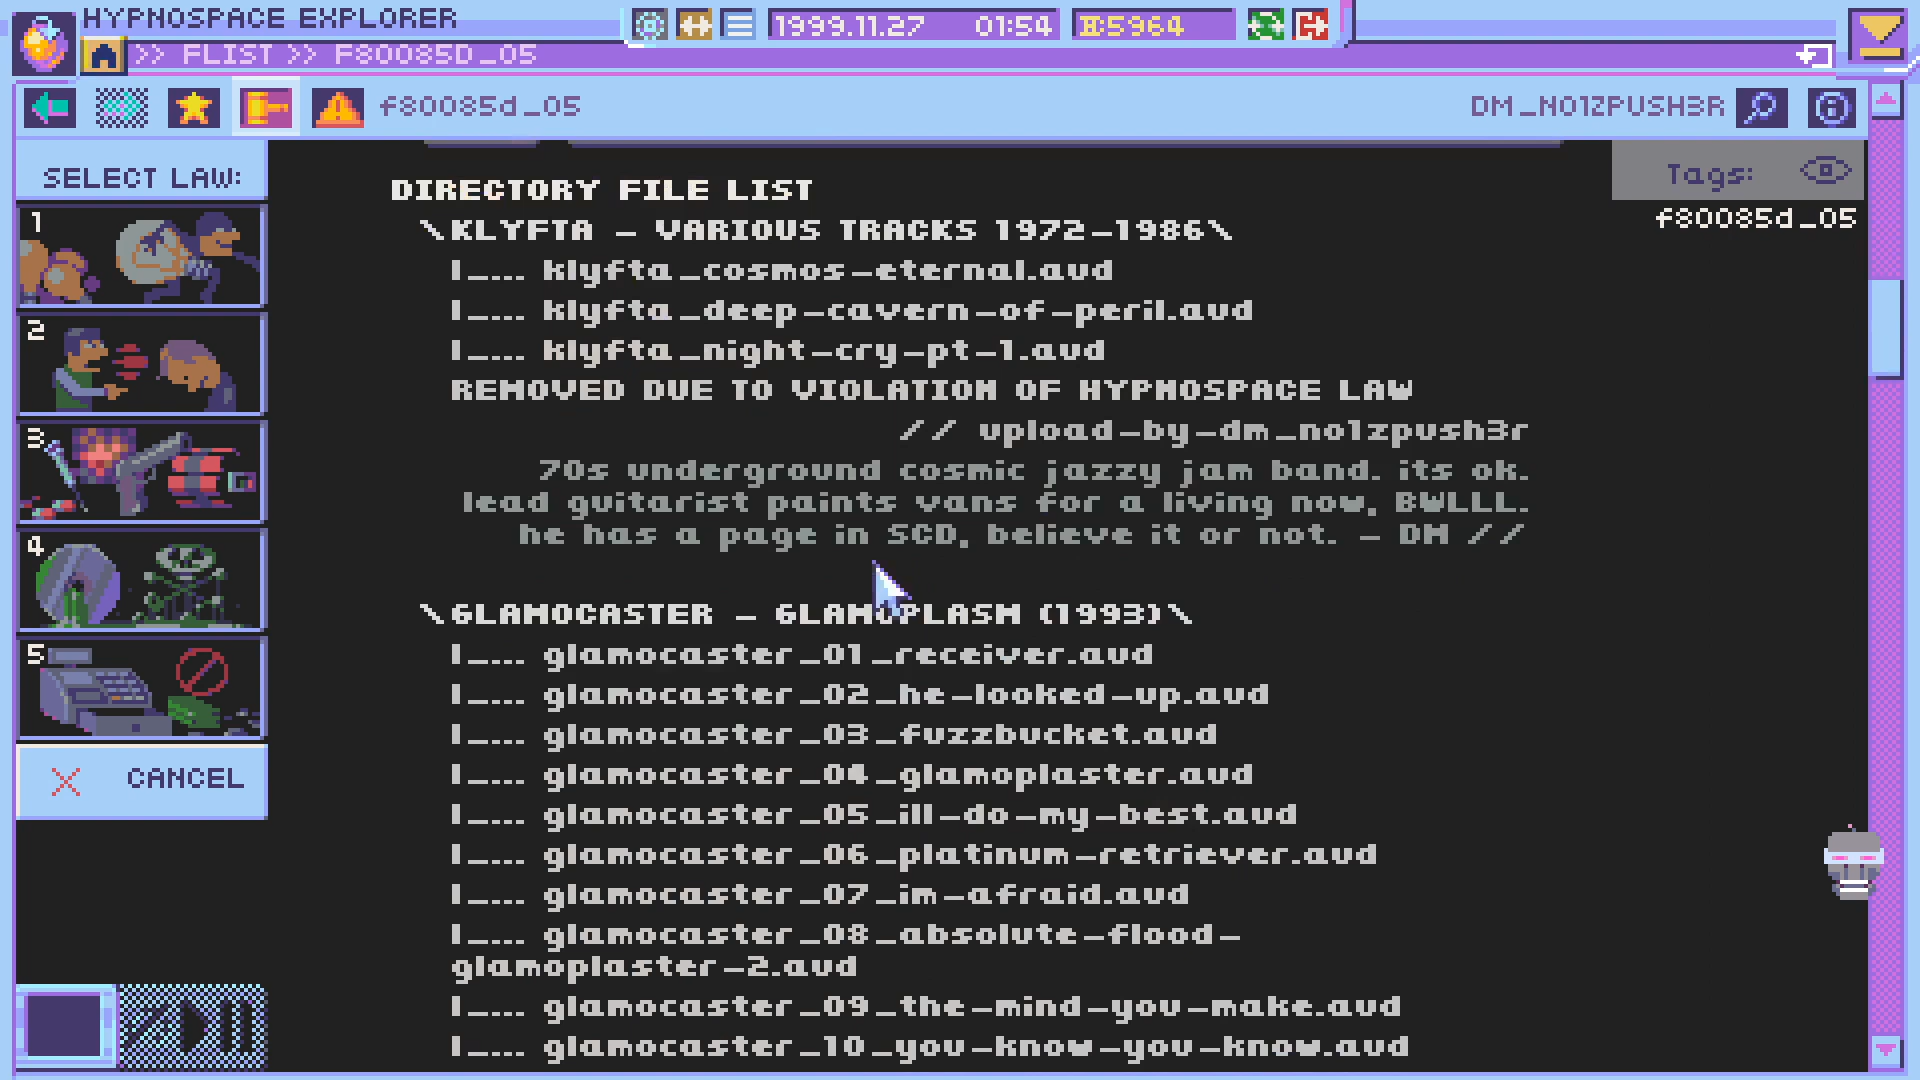 HYPNOSPACE EXPLORER
1999.11.27 01:54 5964
>> FLIST >> F80085D_05
f80085d_05 DM_NO1ZPUSH3R
SELECT LAW:
1
2
3
4
5
CANCEL
Tags:
f80085d_05
DIRECTORY FILE LIST
\KLYFTA - VARIOUS TRACKS 1972-1986\
|_.... klyfta_cosmos-eternal.aud
|_.... klyfta_deep-cavern-of-peril.aud
|_.... klyfta_night-cry-pt-1.aud
REMOVED DUE TO VIOLATION OF HYPNOSPACE LAW
// upload-by-dm_no1zpush3r
70s underground cosmic jazzy jam band. its ok.
lead guitarist paints vans for a living now, BWLLL.
he has a page in SCD, believe it or not. - DM //
\GLAMOCASTER - GLAMOPLASM (1993)\
|_.... glamocaster_01_receiver.aud
|_.... glamocaster_02_he-looked-up.aud
|_.... glamocaster_03_fuzzbucket.aud
|_.... glamocaster_04_glamoplaster.aud
|_.... glamocaster_05_ill-do-my-best.aud
|_.... glamocaster_06_platinum-retriever.aud
|_.... glamocaster_07_im-afraid.aud
|_.... glamocaster_08_absolute-flood-
glamoplaster-2.aud
|_.... glamocaster_09_the-mind-you-make.aud
|_.... glamocaster_10_you-know-you-know.aud